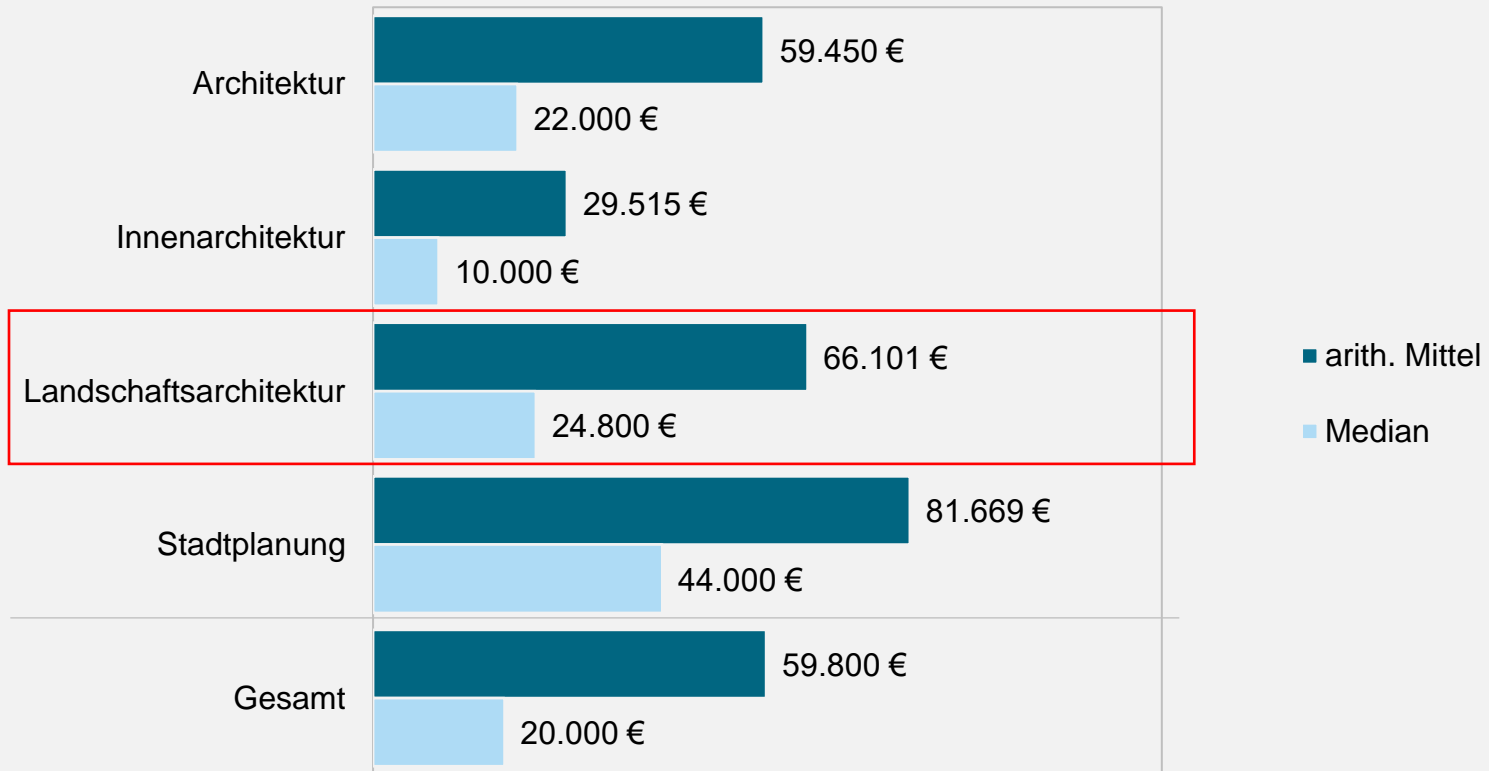 Architektur
59.450 €
22.000 €
Innenarchitektur
29.515 €
10.000 €
Landschaftsarchitektur
66.101 €
24.800 €
Stadtplanung
81.669 €
44.000 €
Gesamt
59.800 €
20.000 €
arith. Mittel
Median